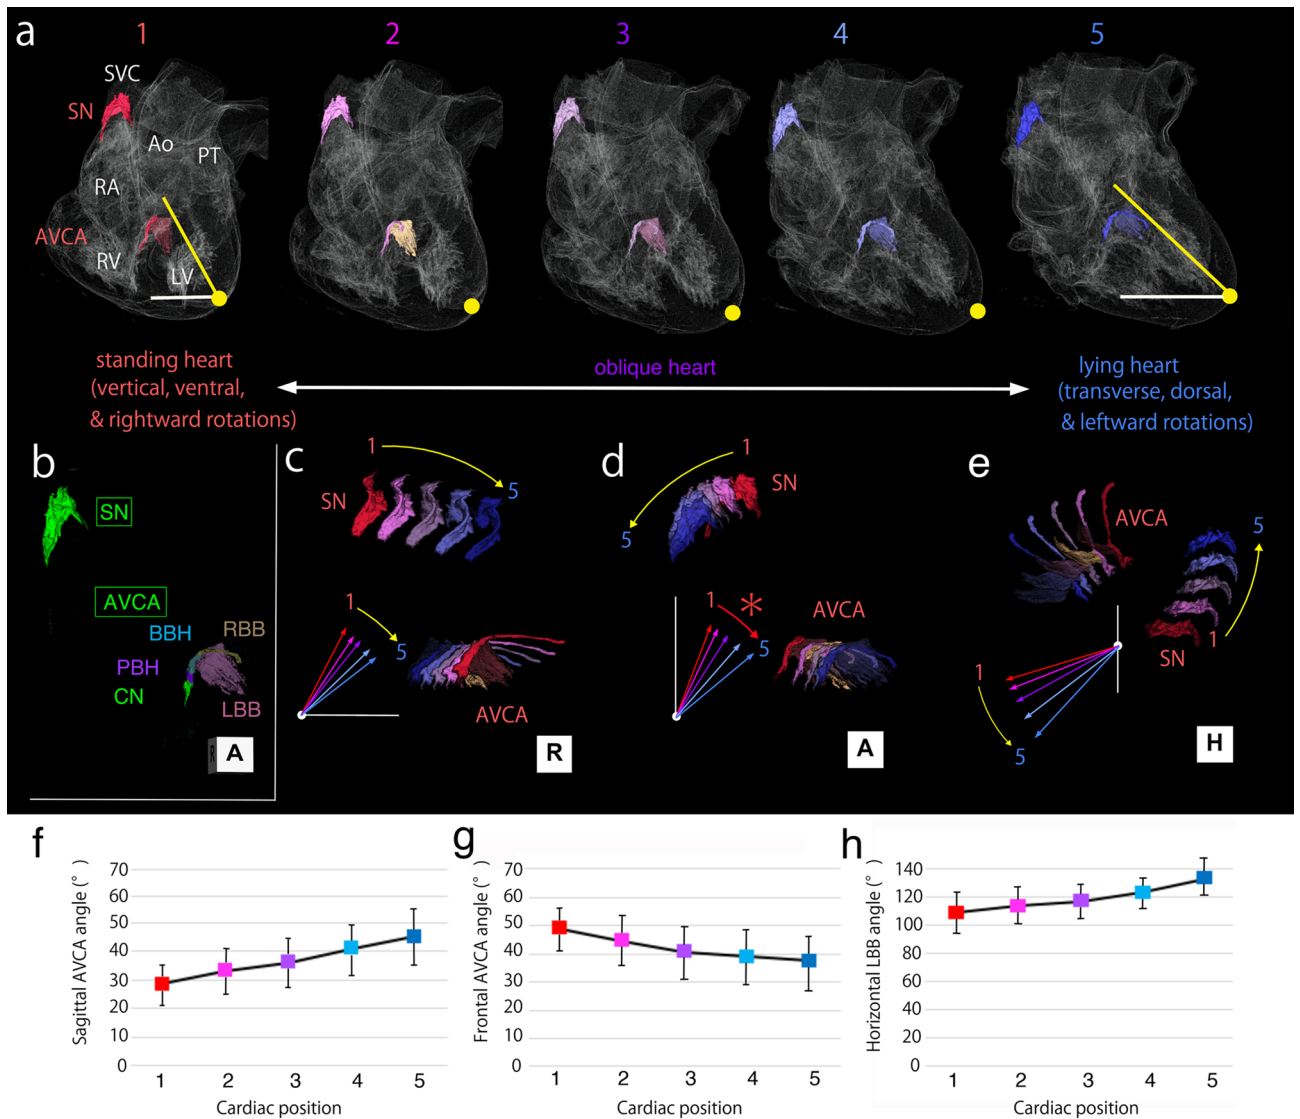 a
1
2
3
4
5
SVC
SN
Ao
PT
RA
AVCA
RV
LV
standing heart
(vertical, ventral,
& rightward rotations)
oblique heart
lying heart
(transverse, dorsal,
& leftward rotations)
b
SN
AVCA
BBH
RBB
PBH
CN
LBB
R
A
c
1
5
SN
1
5
AVCA
R
d
1
SN
5
1
*
5
AVCA
A
e
AVCA
5
1
SN
1
5
H
f
Sagittal AVCA angle (°)
70
60
50
40
30
20
10
0
1 2 3 4 5
Cardiac position
g
Frontal AVCA angle (°)
70
60
50
40
30
20
10
0
1 2 3 4 5
Cardiac position
h
Horizontal LBB angle (°)
140
120
100
80
60
40
20
0
1 2 3 4 5
Cardiac position